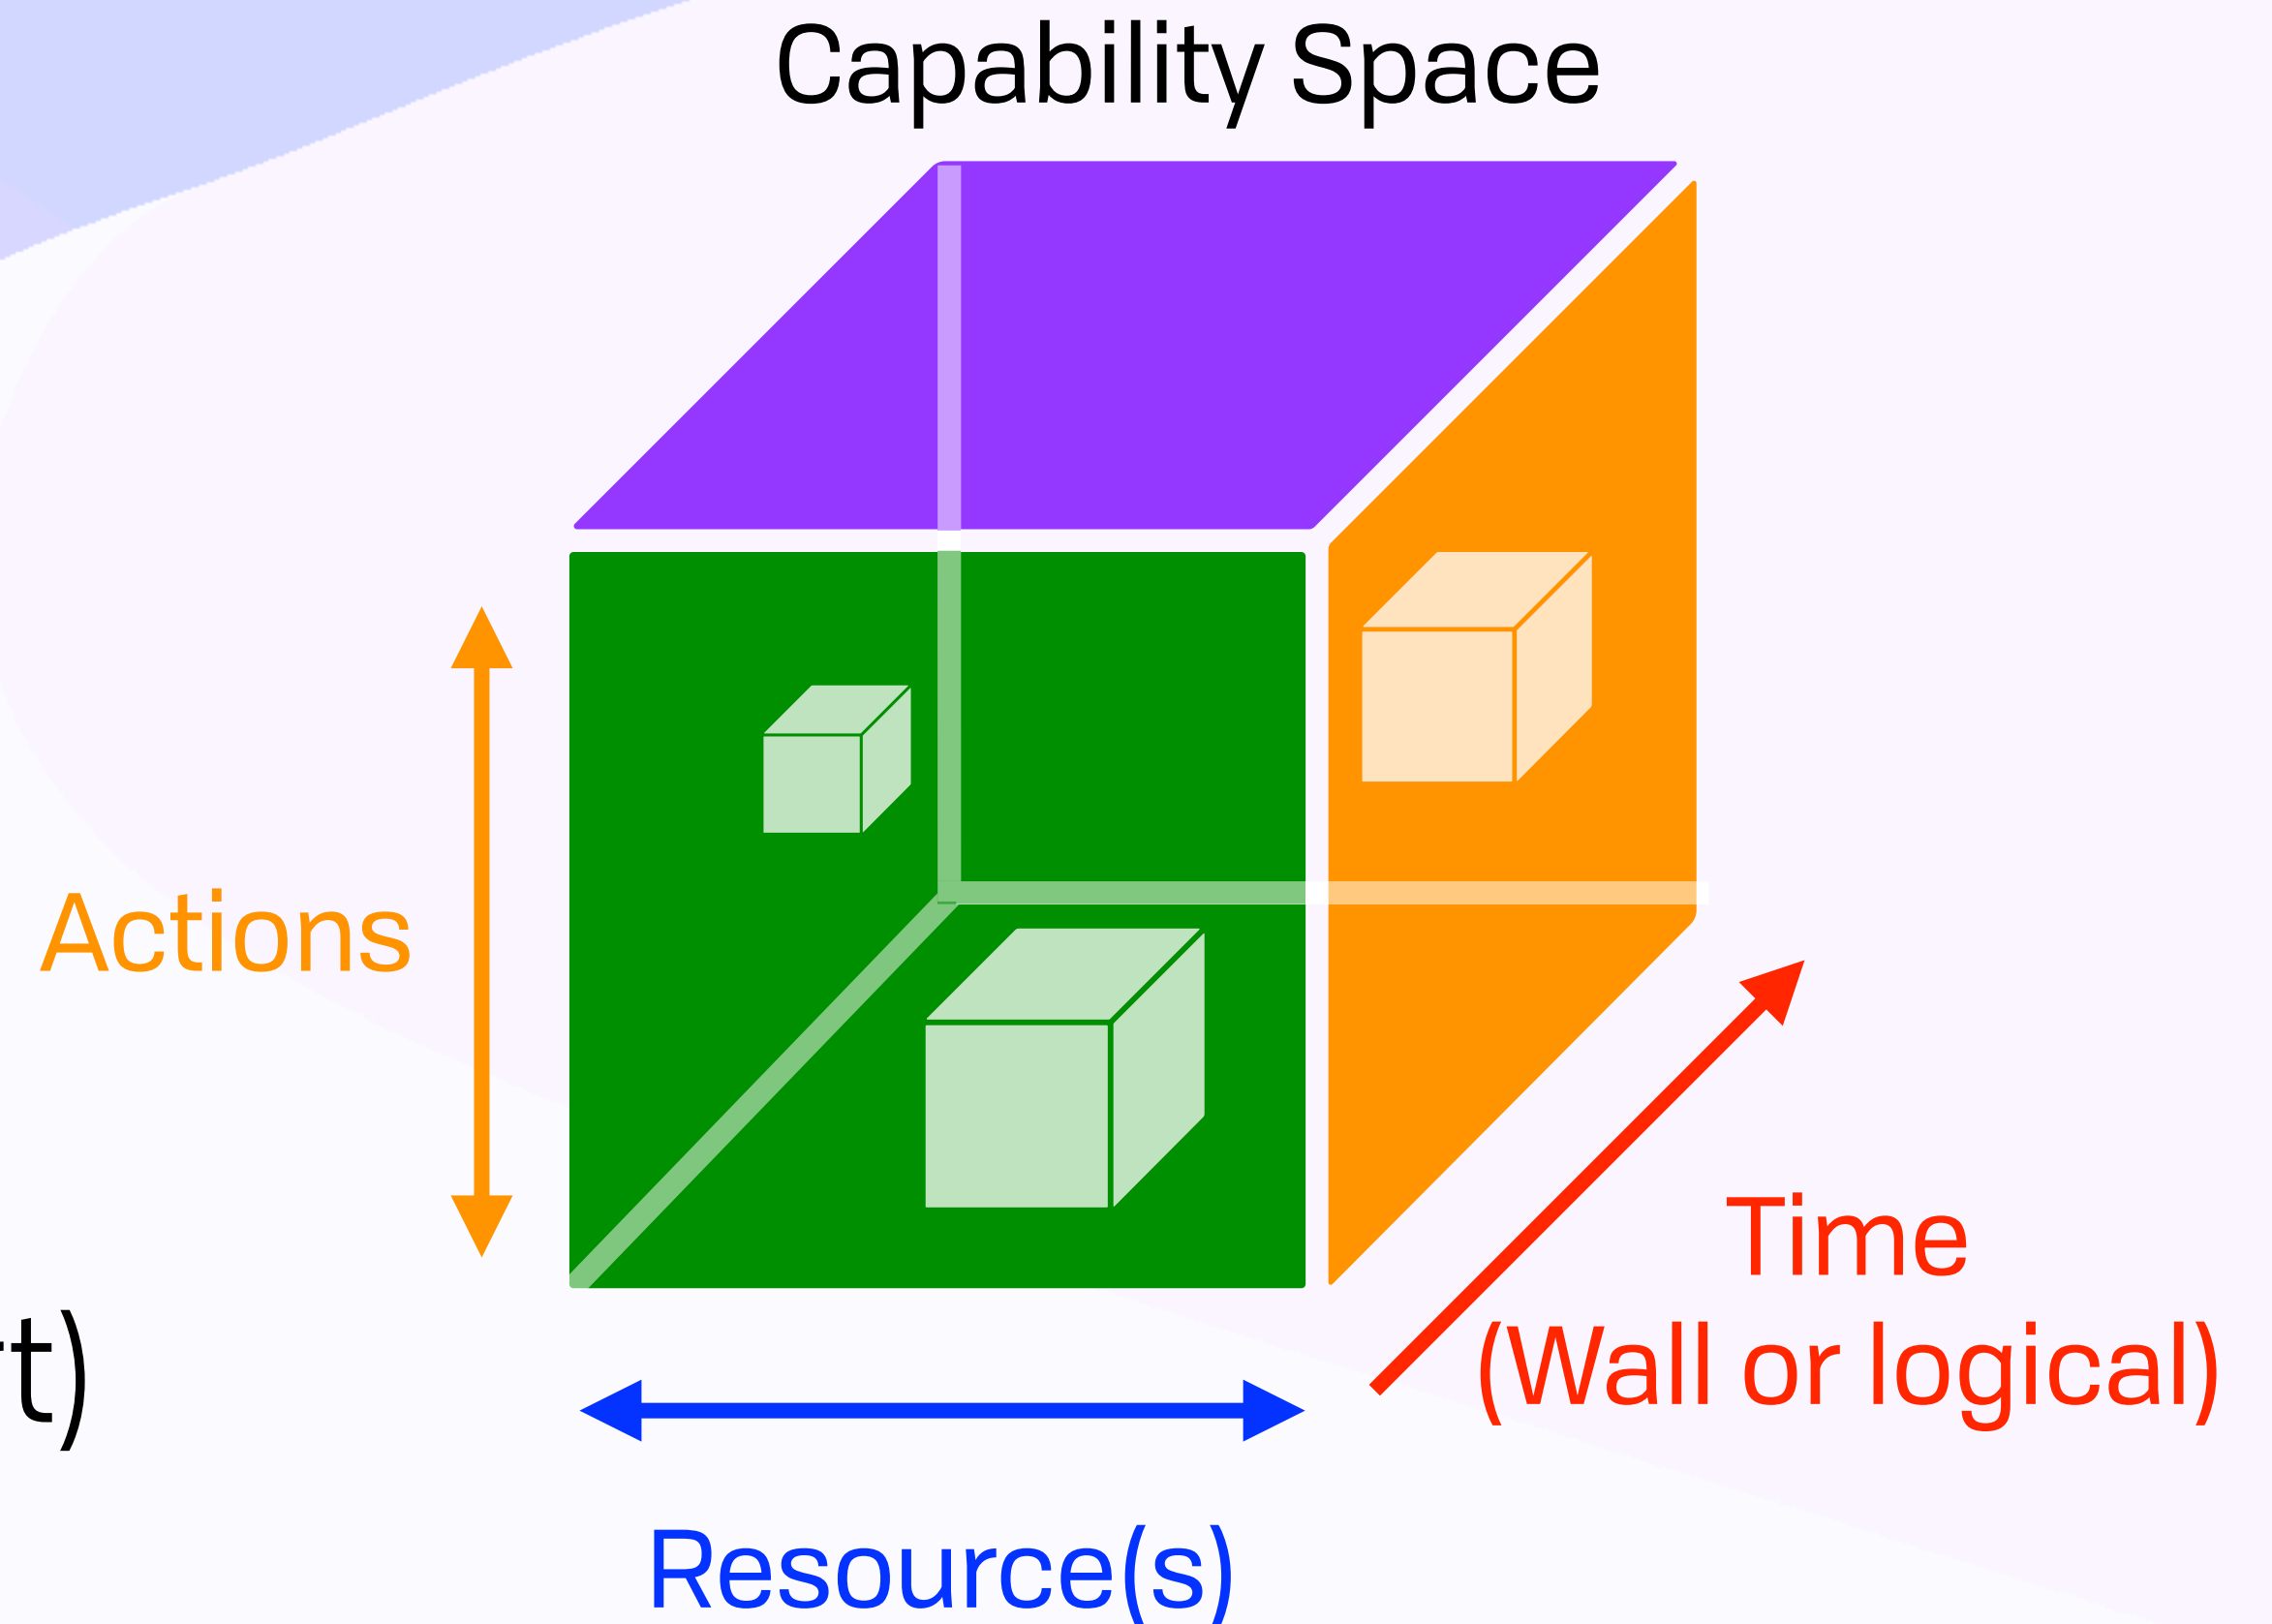 Capability Space
Actions
t)
Time
(Wall or logical)
Resource(s)